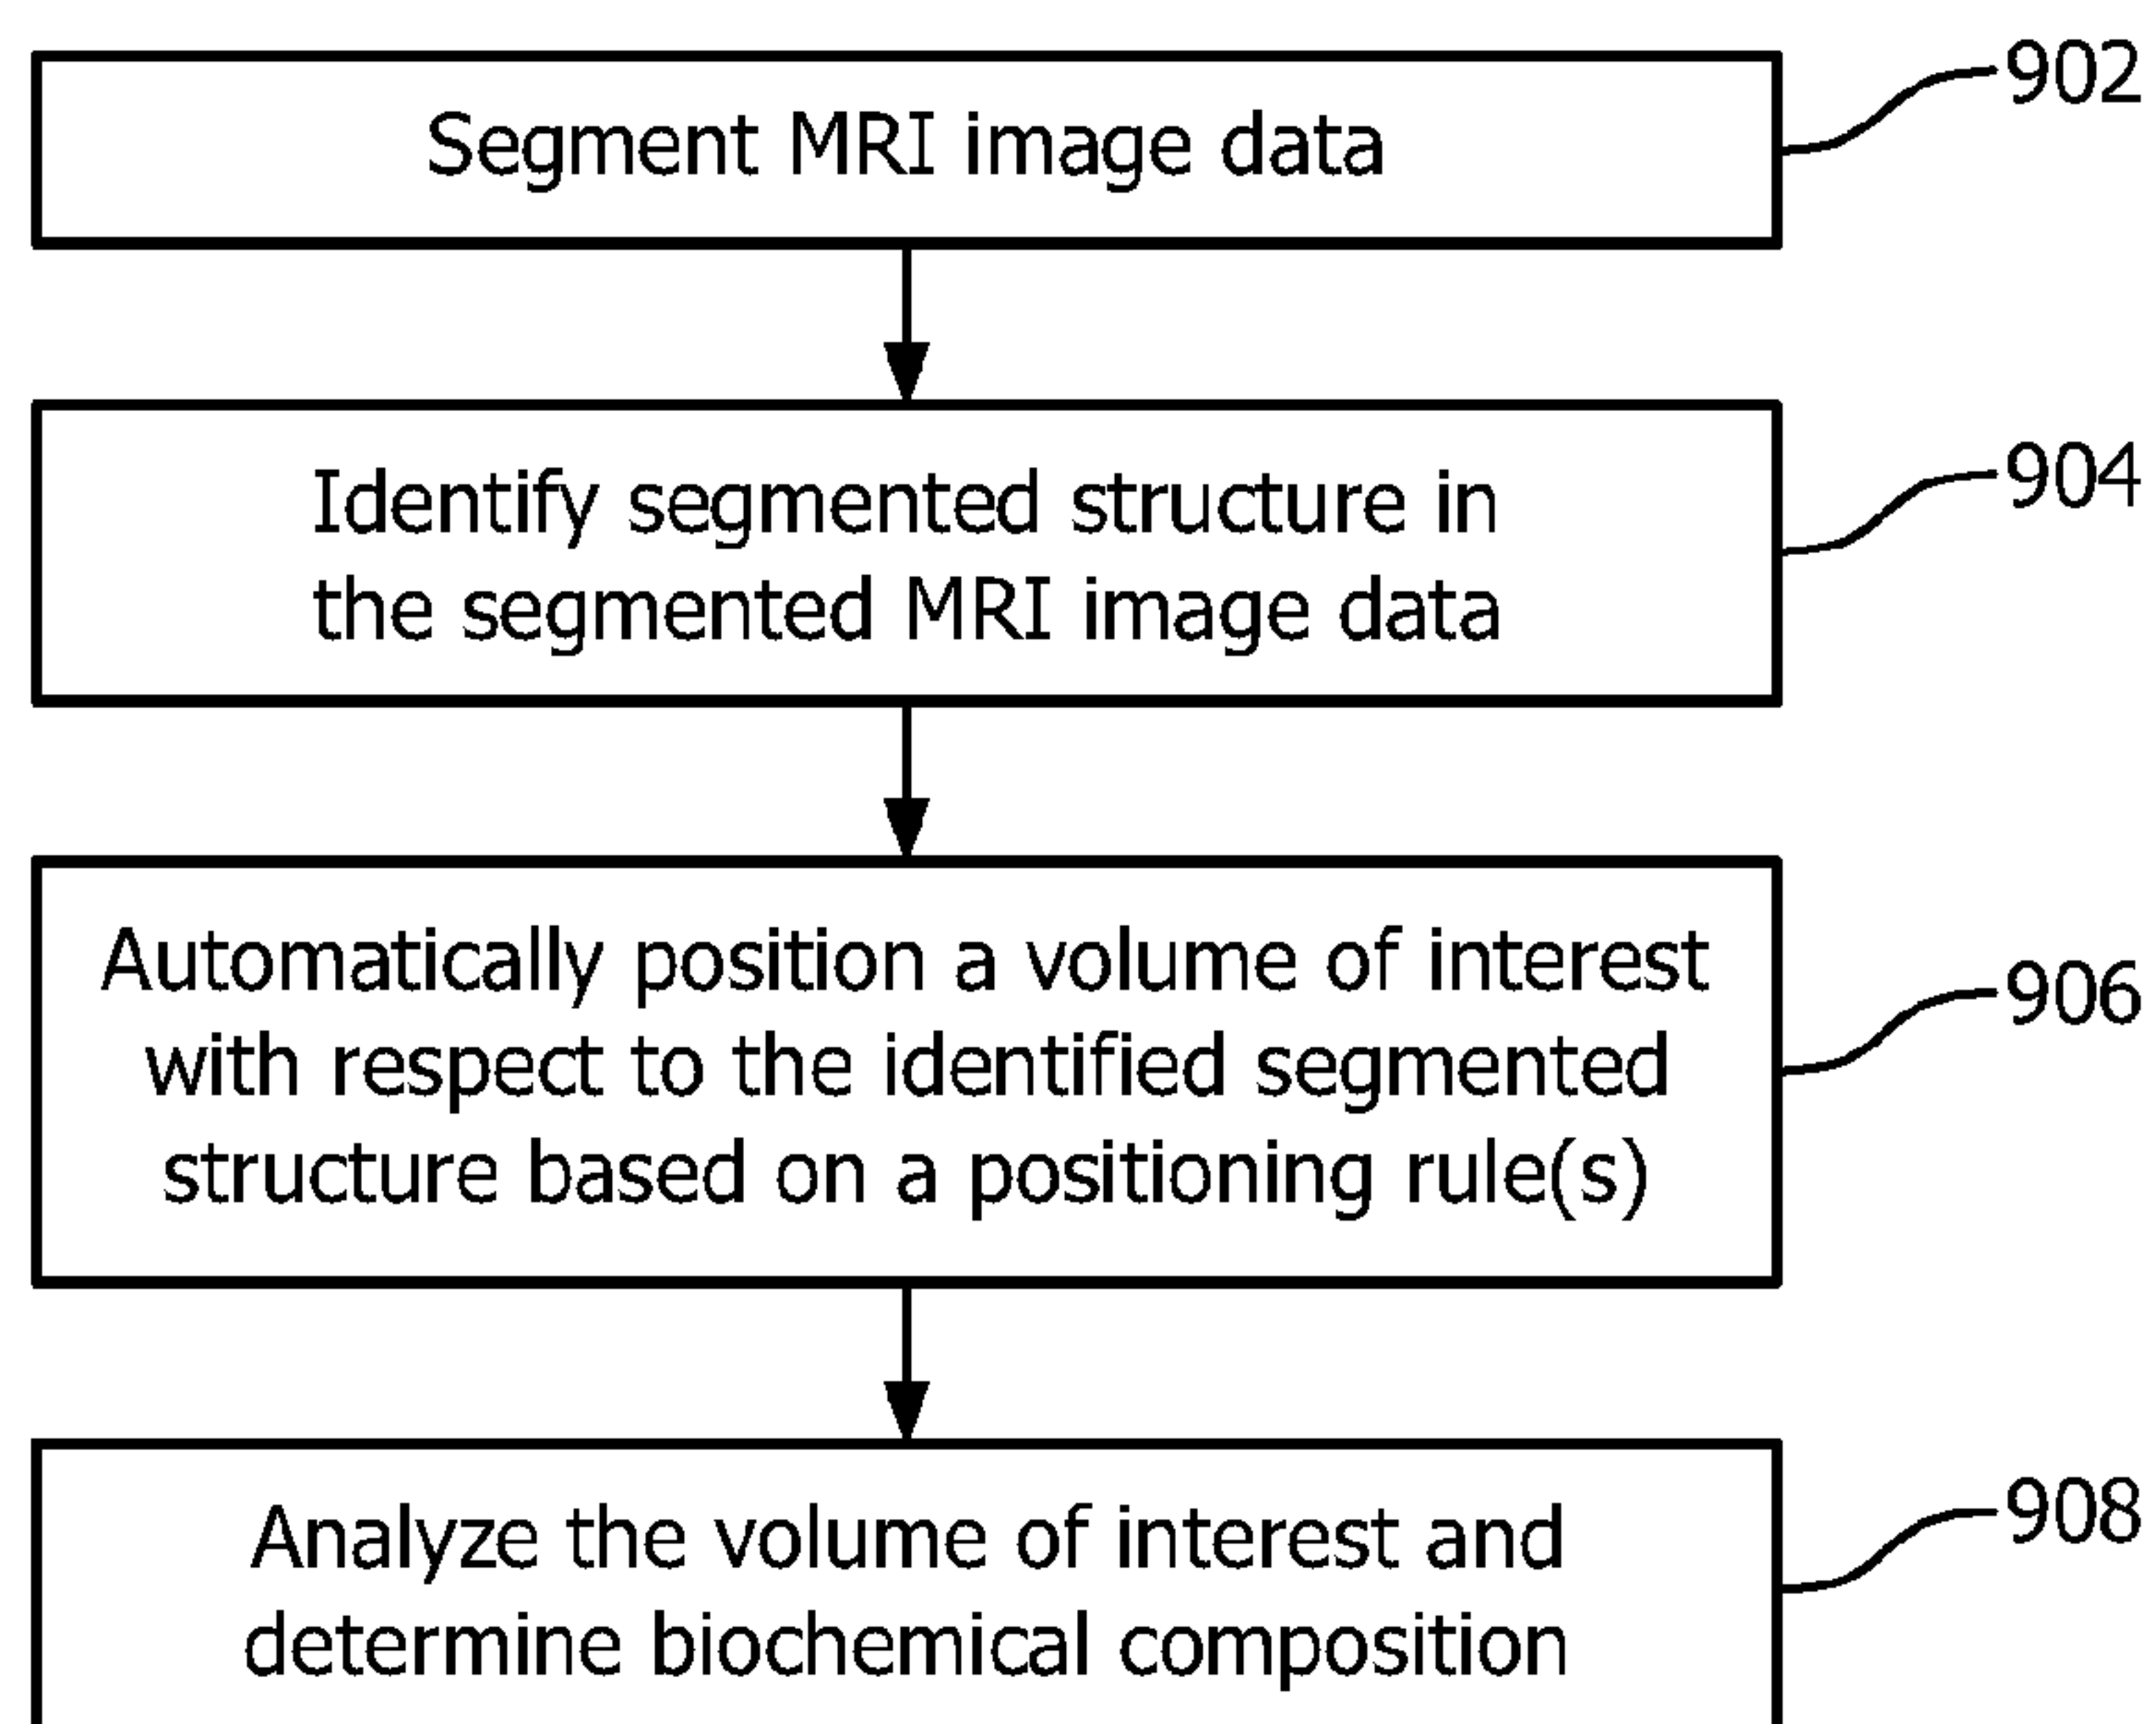 Segment MRI image data
902
Identify segmented structure in
the segmented MRI image data
904
Automatically position a volume of interest
with respect to the identified segmented
structure based on a positioning rule(s)
906
Analyze the volume of interest and
determine biochemical composition
908